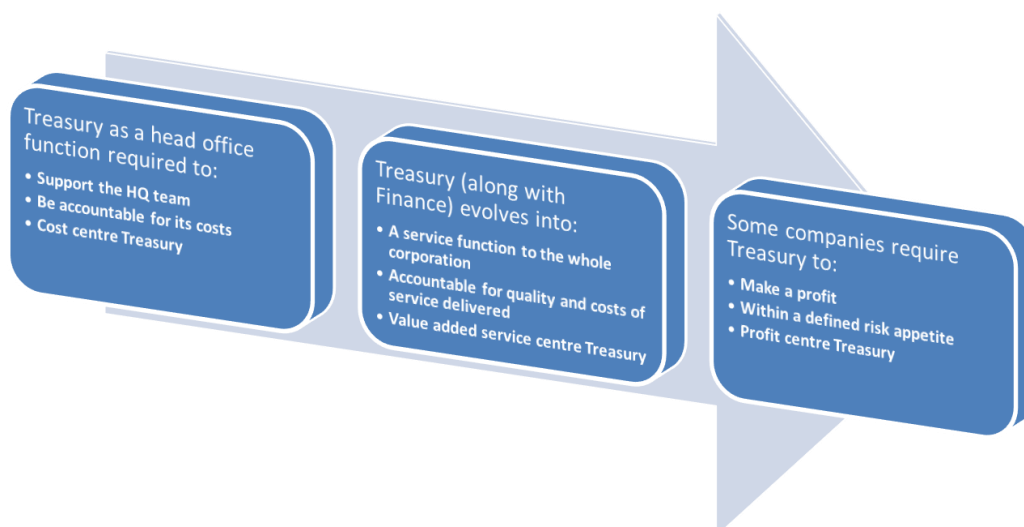 Treasury as a head office
function required to:
• Support the HQ team
• Be accountable for its costs
• Cost centre Treasury
Treasury (along with
Finance) evolves into:
• A service function to the whole
corporation
• Accountable for quality and costs of
service delivered
• Value added service centre Treasury
Some companies require
Treasury to:
• Make a profit
• Within a defined risk appetite
• Profit centre Treasury